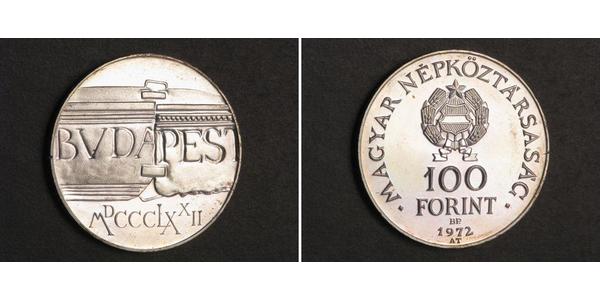 BVDAPEST
MDCCCLXXII
MAGYAR NÉPKÖZTÁRSASÁG
100
FORINT
BP.
1972
AT